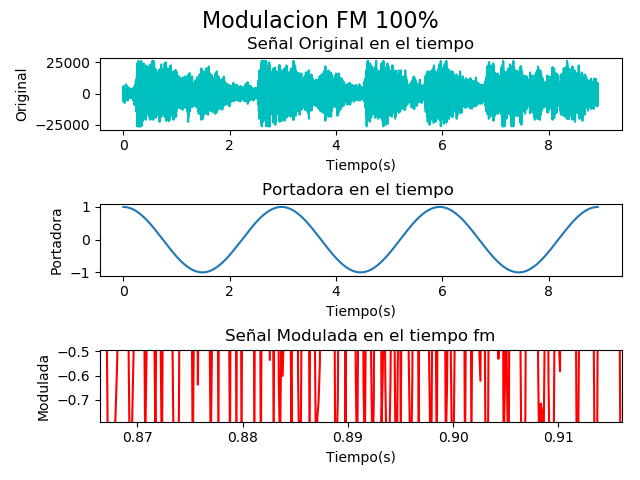 Modulacion FM 100%
Señal Original en el tiempo
25000
0
−25000
Original
0 2 4 6 8
Tiempo(s)
Portadora en el tiempo
1
0
−1
Portadora
0 2 4 6 8
Tiempo(s)
Señal Modulada en el tiempo fm
−0.5
−0.6
−0.7
Modulada
0.87 0.88 0.89 0.90 0.91
Tiempo(s)